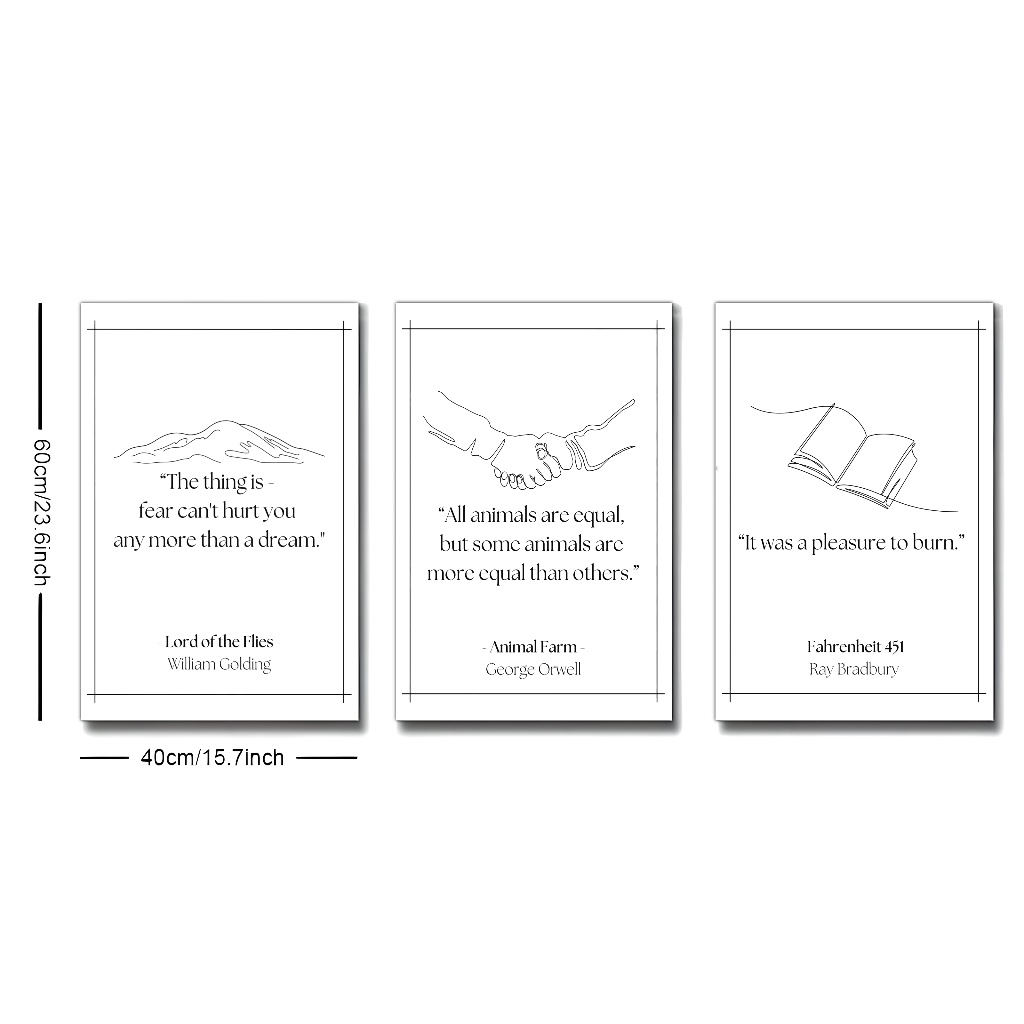 60cm/23.6inch
“The thing is -
fear can't hurt you
any more than a dream."
Lord of the Flies
William Golding
40cm/15.7inch
“All animals are equal,
but some animals are
more equal than others.”
- Animal Farm -
George Orwell
“It was a pleasure to burn.”
Fahrenheit 451
Ray Bradbury